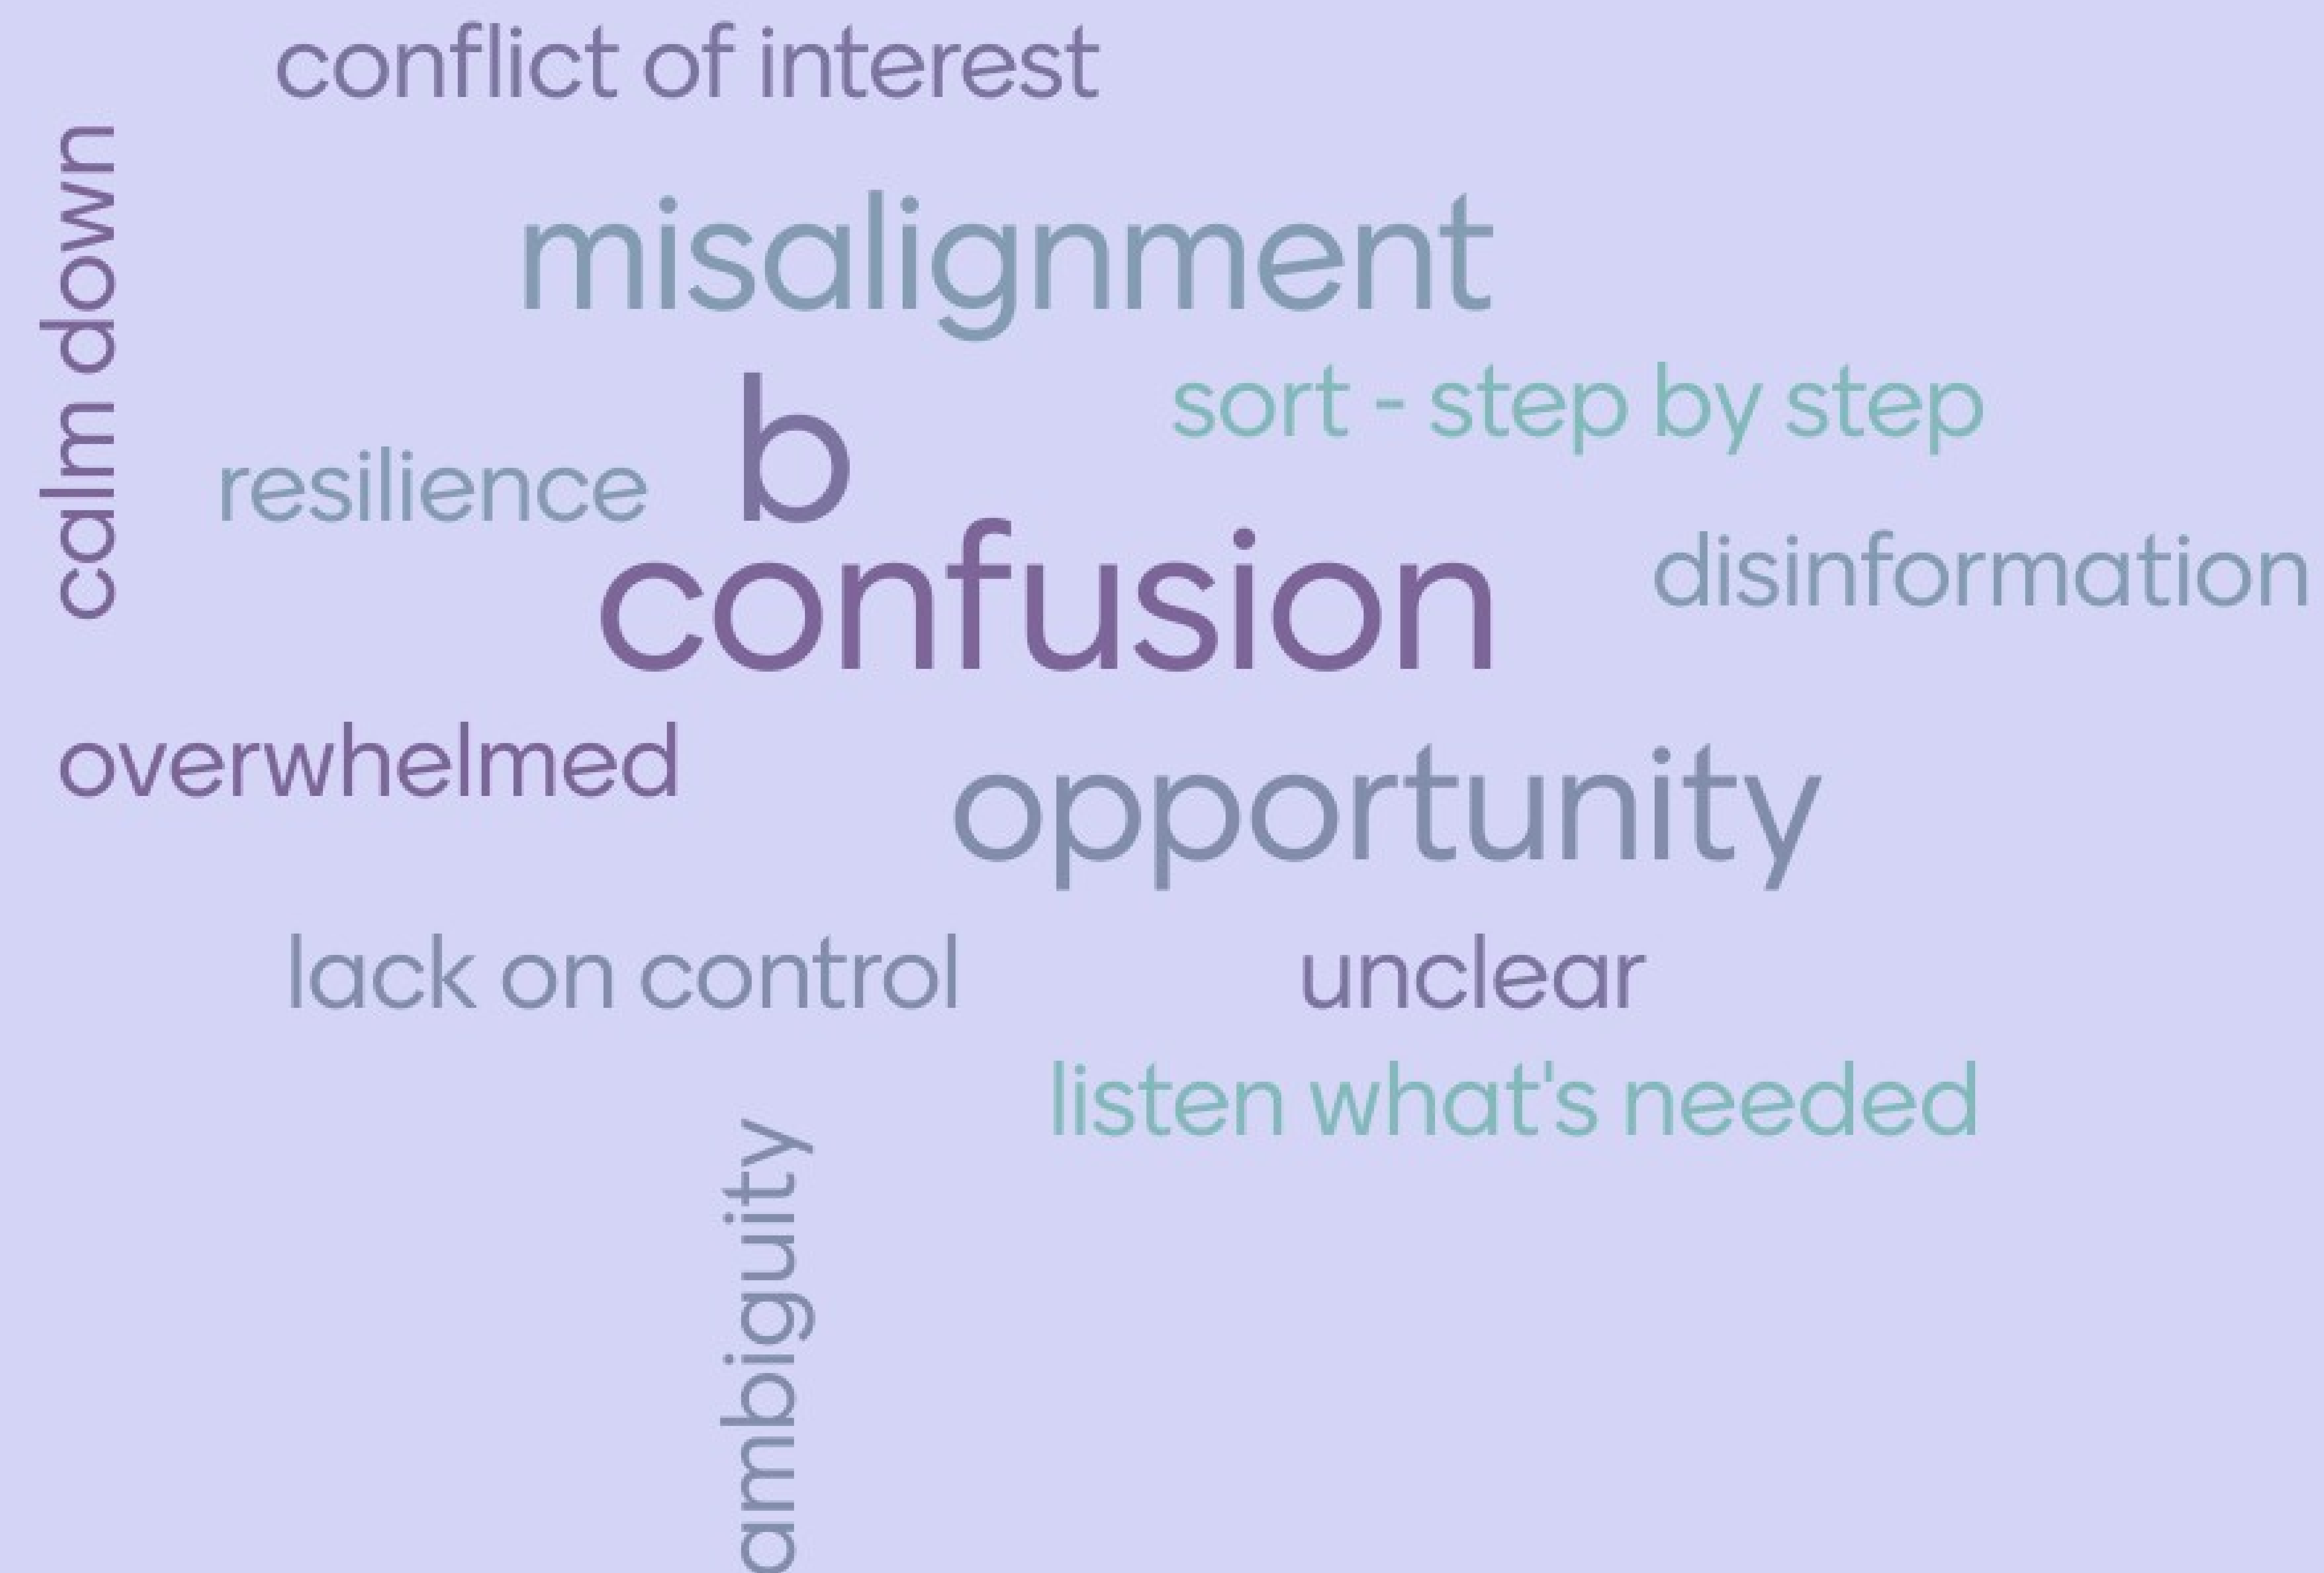 conflict of interest
calm down
misalignment
sort - step by step
b
resilience
confusion
disinformation
overwhelmed
opportunity
lack on control
unclear
listen what's needed
ambiguity